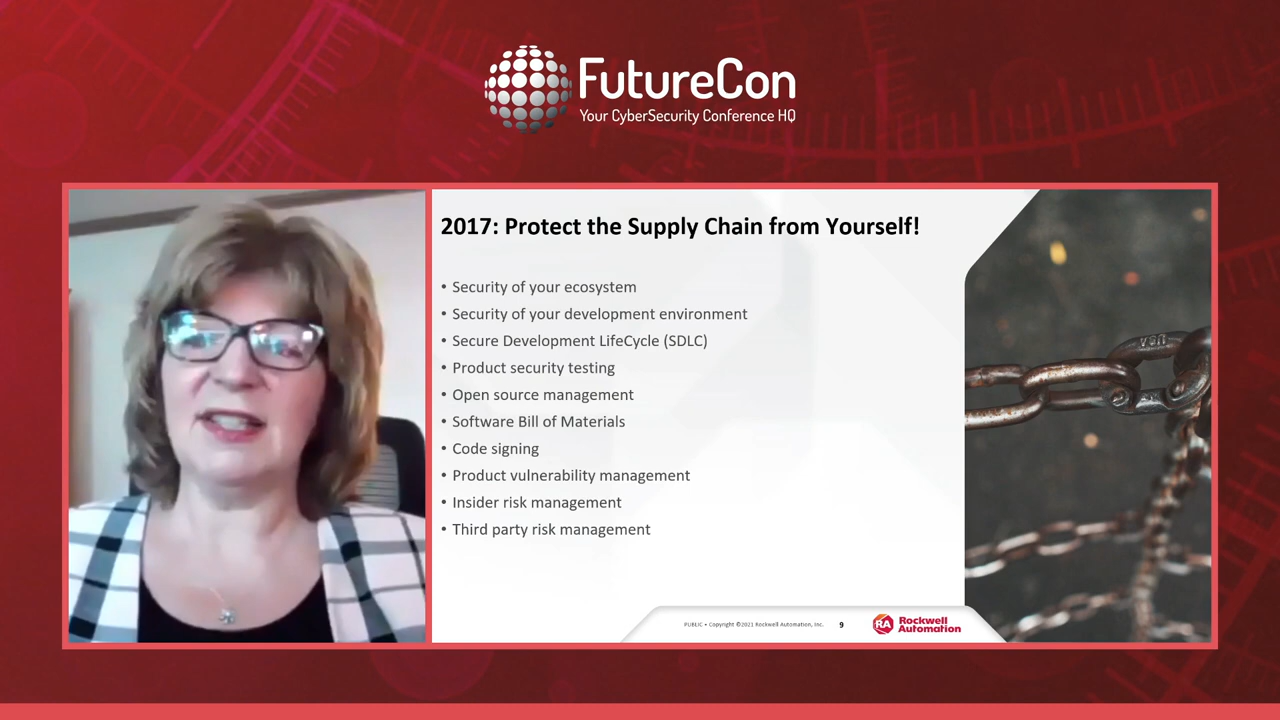 FutureCon
Your CyberSecurity Conference HQ
2017: Protect the Supply Chain from Yourself!
• Security of your ecosystem
• Security of your development environment
• Secure Development LifeCycle (SDLC)
• Product security testing
• Open source management
• Software Bill of Materials
• Code signing
• Product vulnerability management
• Insider risk management
• Third party risk management
PUBLIC • Copyright ©2021 Rockwell Automation, Inc.
9
RA
Rockwell
Automation